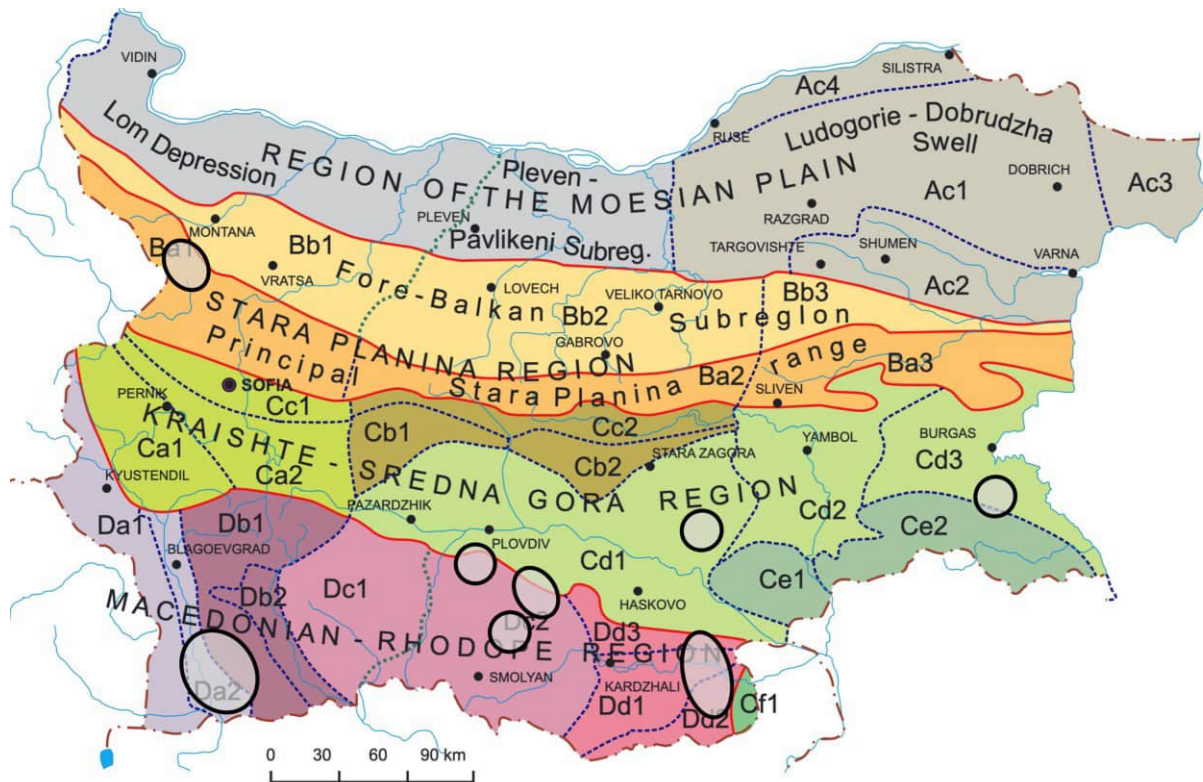 VIDIN
SILISTRA
Ac4
RUSE
Ludogorie - Dobrudzha
Swell
Lom Depression
REGION OF THE MOESIAN PLAIN
Pleven -
Pavlikeni Subreg.
DOBRICH
Ac1
Ac3
RAZGRAD
PLEVEN
MONTANA
TARGOVISHTE
SHUMEN
VARNA
Ba1
Bb1
VRATSA
Fore-Balkan
LOVECH
VELIKO TARNOVO
Bb3
Ac2
Bb2
SubregIon
STARA PLANINA REGION
GABROVO
Principal
Stara Planina
Ba2
range
Ba3
SOFIA
SLIVEN
PERNIK
Cc1
Cb1
Cc2
KRAISHTE - SREDNA GORA REGION
Ca1
Ca2
Cb2
STARA ZAGORA
YAMBOL
BURGAS
Cd3
KYUSTENDIL
PAZARDZHIK
Da1
Db1
PLOVDIV
Cd2
Ce2
BLAGOEVGRAD
Cd1
Ce1
Db2
Dc1
HASKOVO
MACEDONIAN - RHODOPE REGION
Dc2
Dd3
Da2
SMOLYAN
KARDZHALI
Dd1
Dd2
Cf1
0 30 60 90 km